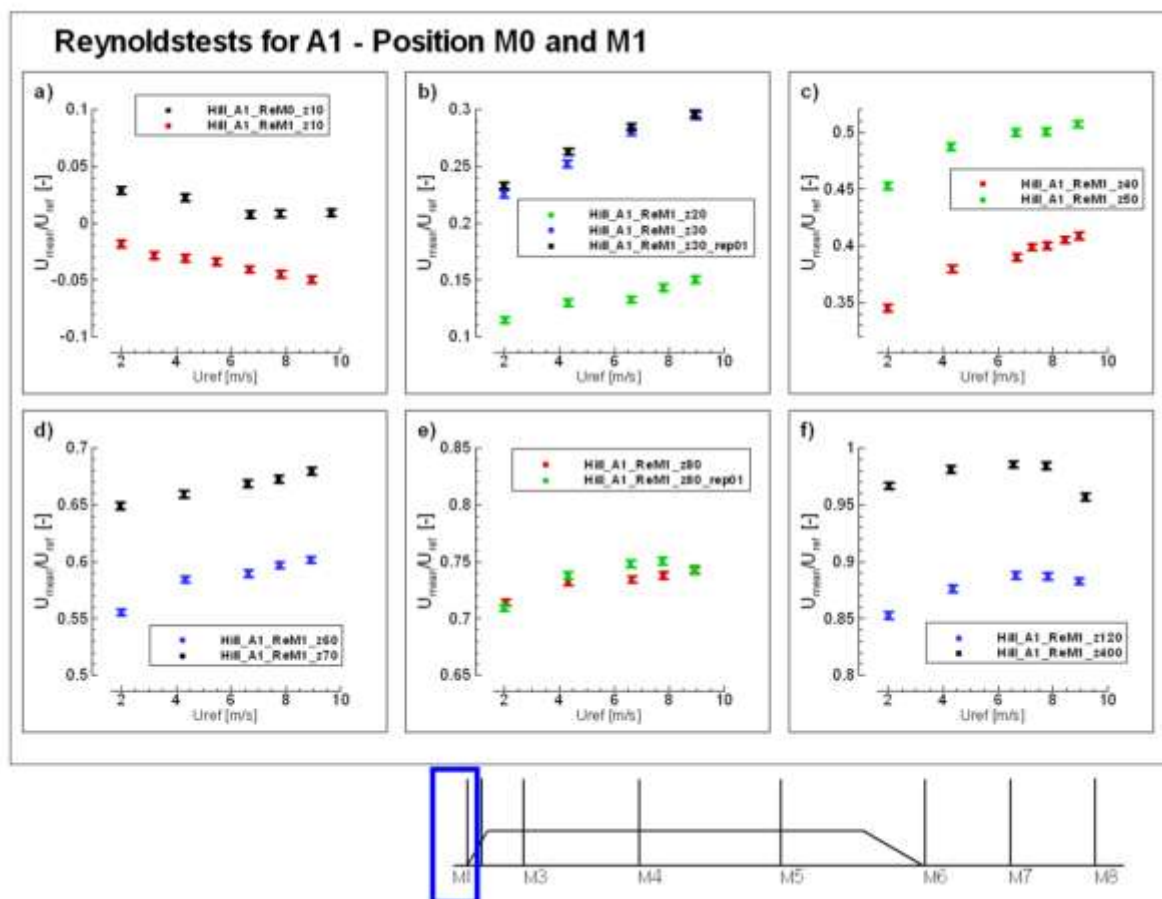 Reynoldstests for A1 - Position M0 and M1
a)
0.1
0.05
0
-0.05
-0.1
Umean/Uref [-]
Hill_A1_ReM0_z10
Hill_A1_ReM1_z10
2 4 6 8 10
Uref [m/s]
b)
0.3
0.25
0.2
0.15
0.1
Umean/Uref [-]
Hill_A1_ReM1_z20
Hill_A1_ReM1_z30
Hill_A1_ReM1_z30_rep01
2 4 6 8 10
Uref [m/s]
c)
0.5
0.45
0.4
0.35
Umean/Uref [-]
Hill_A1_ReM1_z40
Hill_A1_ReM1_z50
2 4 6 8 10
Uref [m/s]
d)
0.7
0.65
0.6
0.55
0.5
Umean/Uref [-]
Hill_A1_ReM1_z60
Hill_A1_ReM1_z70
2 4 6 8 10
Uref [m/s]
e)
0.85
0.8
0.75
0.7
0.65
Umean/Uref [-]
Hill_A1_ReM1_z80
Hill_A1_ReM1_z80_rep01
2 4 6 8 10
Uref [m/s]
f)
1
0.95
0.9
0.85
0.8
Umean/Uref [-]
Hill_A1_ReM1_z120
Hill_A1_ReM1_z400
2 4 6 8 10
Uref [m/s]
M1 M3 M4 M5 M6 M7 M8